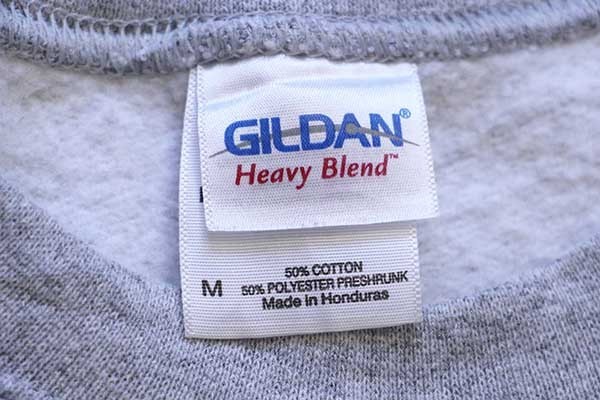 GILDAN®
Heavy Blend™
M
50% COTTON
50% POLYESTER PRESHRUNK
Made in Honduras